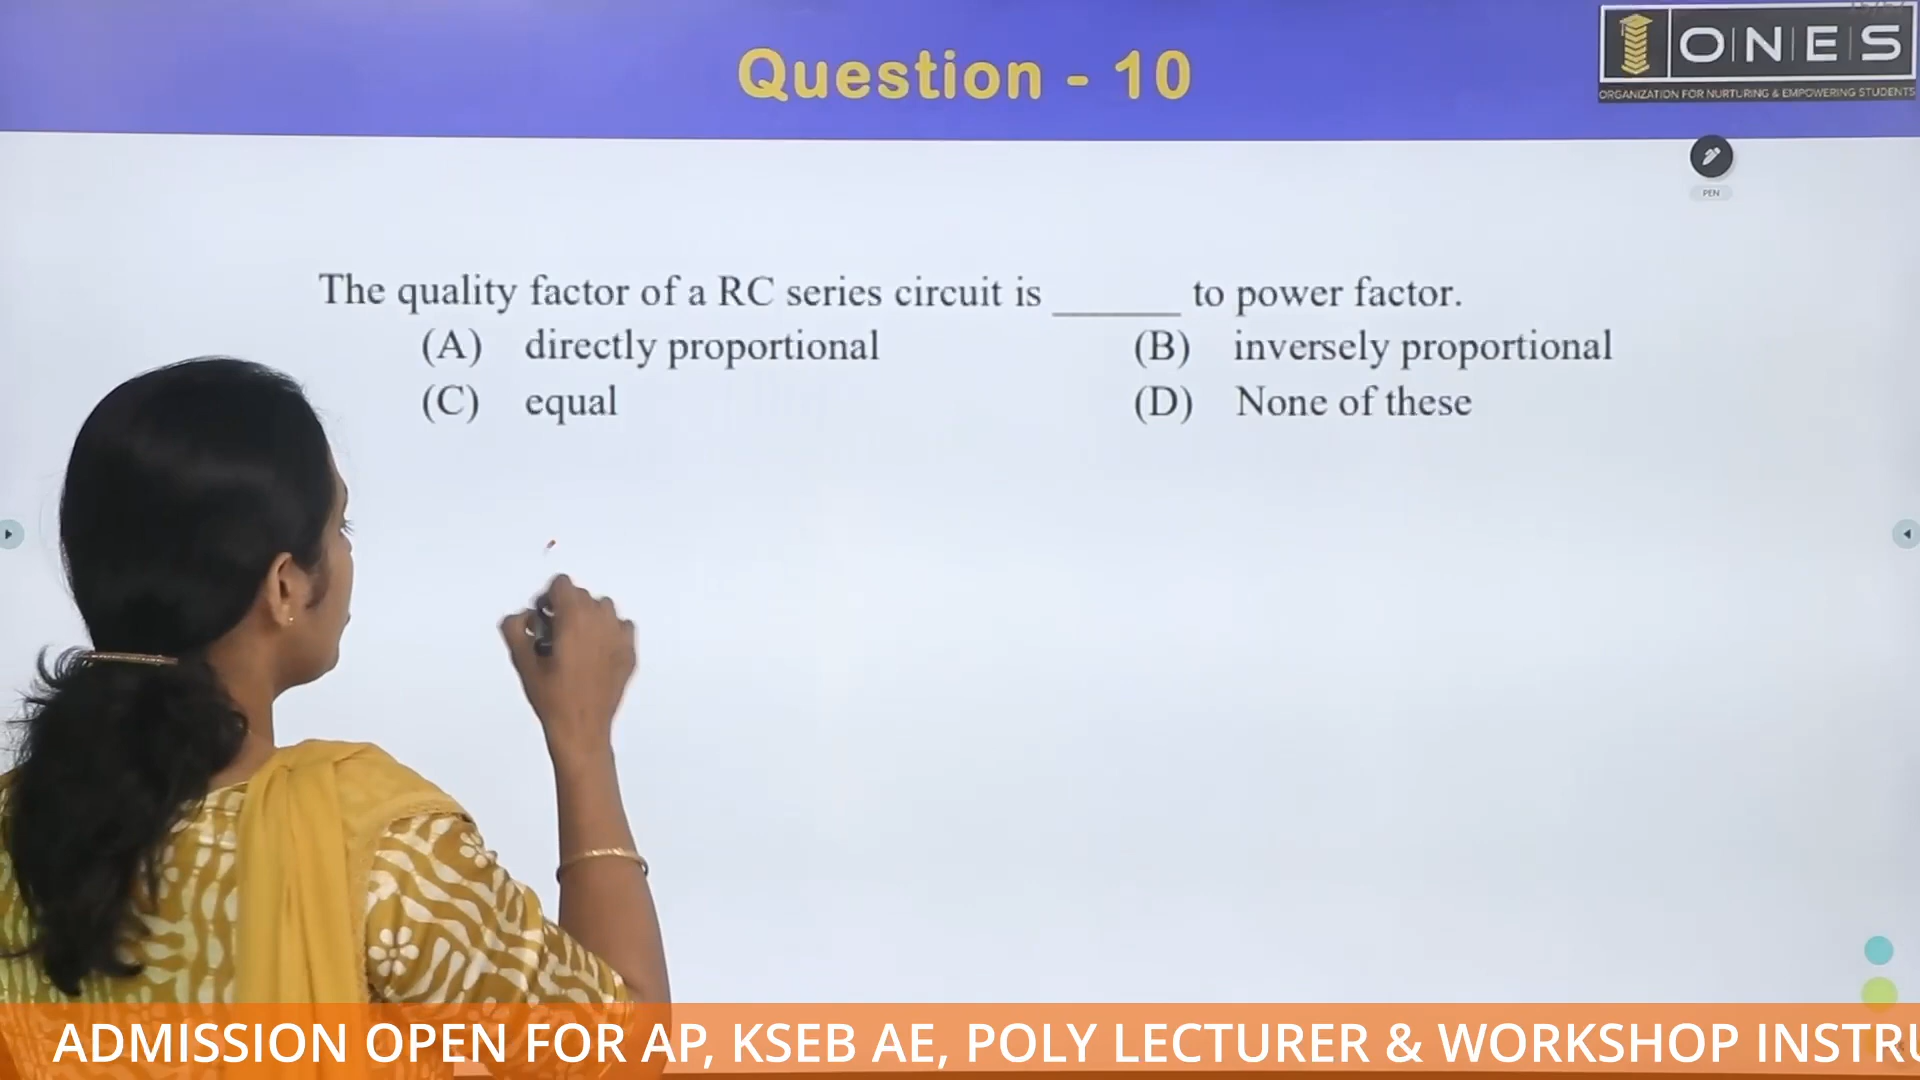 Question - 10
ONES
ORGANIZATION FOR NURTURING & EMPOWERING STUDENTS
PEN
The quality factor of a RC series circuit is ______ to power factor.
(A) directly proportional (B) inversely proportional
(C) equal (D) None of these
ADMISSION OPEN FOR AP, KSEB AE, POLY LECTURER & WORKSHOP INSTRU